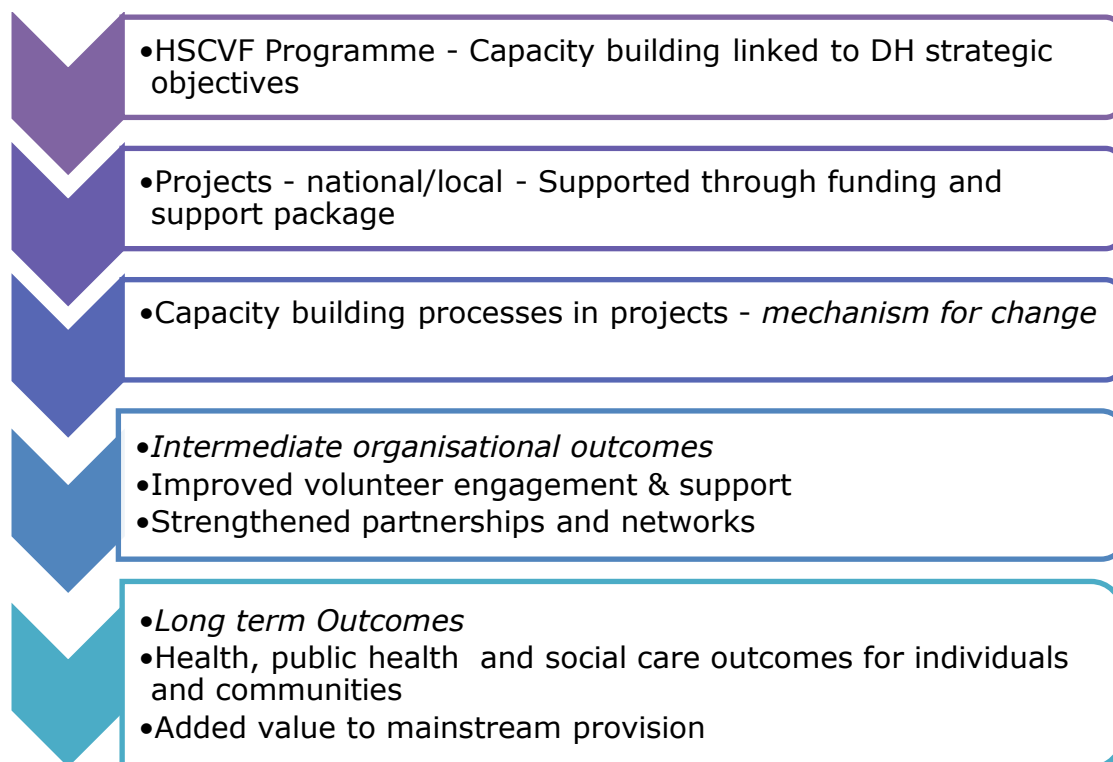 •HSCVF Programme - Capacity building linked to DH strategic
objectives
•Projects - national/local - Supported through funding and
support package
•Capacity building processes in projects - mechanism for change
•Intermediate organisational outcomes
•Improved volunteer engagement & support
•Strengthened partnerships and networks
•Long term Outcomes
•Health, public health  and social care outcomes for individuals
and communities
•Added value to mainstream provision